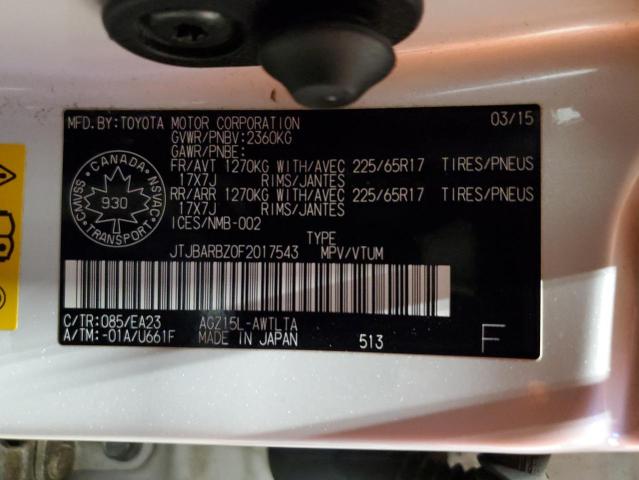 MFD.BY:TOYOTA MOTOR CORPORATION 03/15
GVWR/PNBV:2360KG
GAWR/PNBE:
FR/AVT 1270KG WITH/AVEC 225/65R17 TIRES/PNEUS
17X7J RIMS/JANTES
RR/ARR 1270KG WITH/AVEC 225/65R17 TIRES/PNEUS
17X7J RIMS/JANTES
ICES/NMB-002
CANADA
CMVSS NSVAC
930
TRANSPORT
TYPE
JTJBARBZ0F2017543 MPV/VTUM
C/TR:085/EA23 AGZ15L-AWTLTA
A/TM:-01A/U661F MADE IN JAPAN 513 F